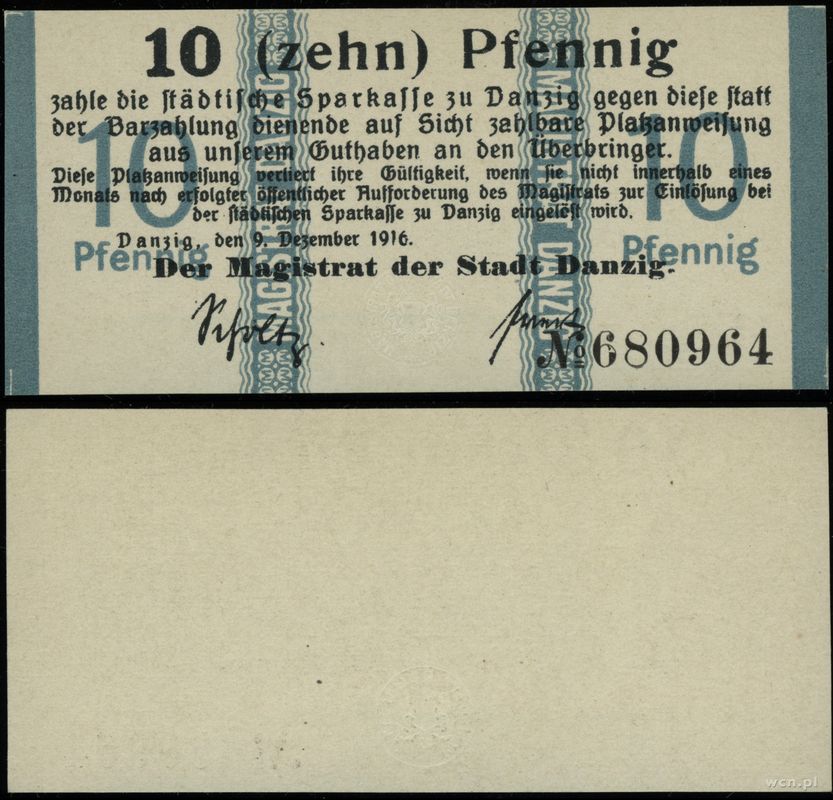 10 (zehn) Pfennig
zahle die städtische Sparkasse zu Danzig gegen diese statt
der Barzahlung dienende auf Sicht zahlbare Platzanweisung
aus unserem Guthaben an den Überbringer.
Diese Platzanweisung verliert ihre Gültigkeit, wenn sie nicht innerhalb eines
Monats nach erfolgter öffentlicher Aufforderung des Magistrats zur Einlösung bei
der städtischen Sparkasse zu Danzig eingelöst wird.
Danzig, den 9. Dezember 1916.
Der Magistrat der Stadt Danzig.
10 Pfennig
10 Pfennig
Scholtz
№ 680964
wcn.pl